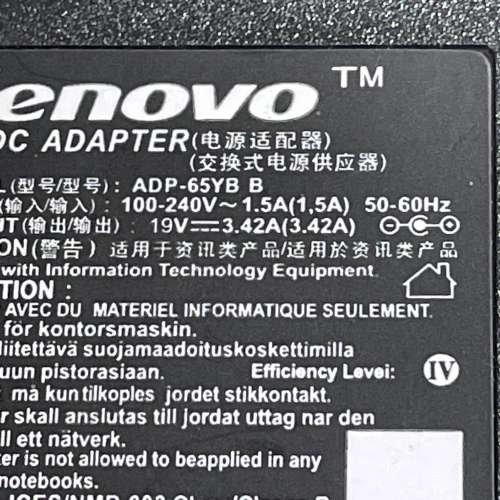 enovo TM
DC ADAPTER(电源适配器)
(交换式电源供应器)
(型号/型号): ADP-65YB B
(输入/输入): 100-240V~1.5A(1,5A) 50-60Hz
UT (输出/输出): 19V⎓3.42A(3.42A)
ON(警告) 适用于资讯类产品/适用於资讯类产品
with Information Technology Equipment.
TION :
AVEC DU MATERIEL INFORMATIQUE SEULEMENT.
för kontorsmaskin.
liitettävä suojamaadoituskoskettimilla
uun pistorasiaan. Efficiency Level: IV
må kun tilkoples jordet stikkontakt.
r skall anslutas till jordat uttag nar den
ll ett nätverk.
er is not allowed to beapplied in any
notebooks.